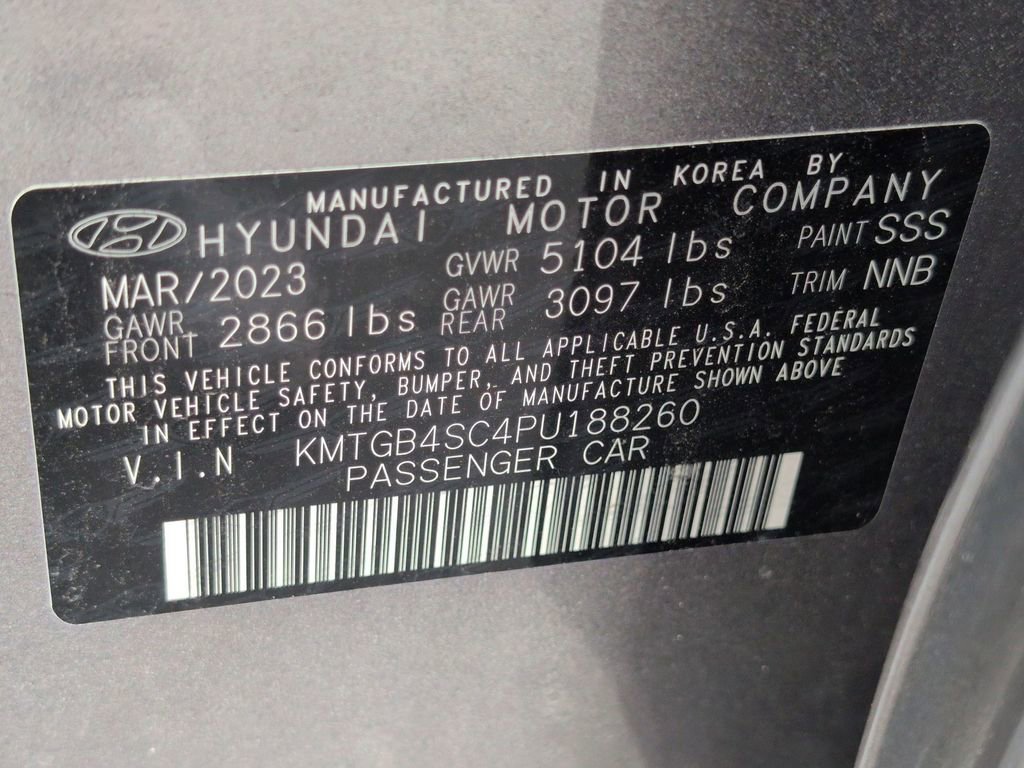 MANUFACTURED IN KOREA BY
HYUNDAI MOTOR COMPANY
MAR/2023 GVWR 5104 lbs PAINT SSS
GAWR FRONT 2866 lbs GAWR REAR 3097 lbs TRIM NNB
THIS VEHICLE CONFORMS TO ALL APPLICABLE U.S.A. FEDERAL
MOTOR VEHICLE SAFETY, BUMPER, AND THEFT PREVENTION STANDARDS
IN EFFECT ON THE DATE OF MANUFACTURE SHOWN ABOVE
V.I.N KMTGB4SC4PU188260
PASSENGER CAR